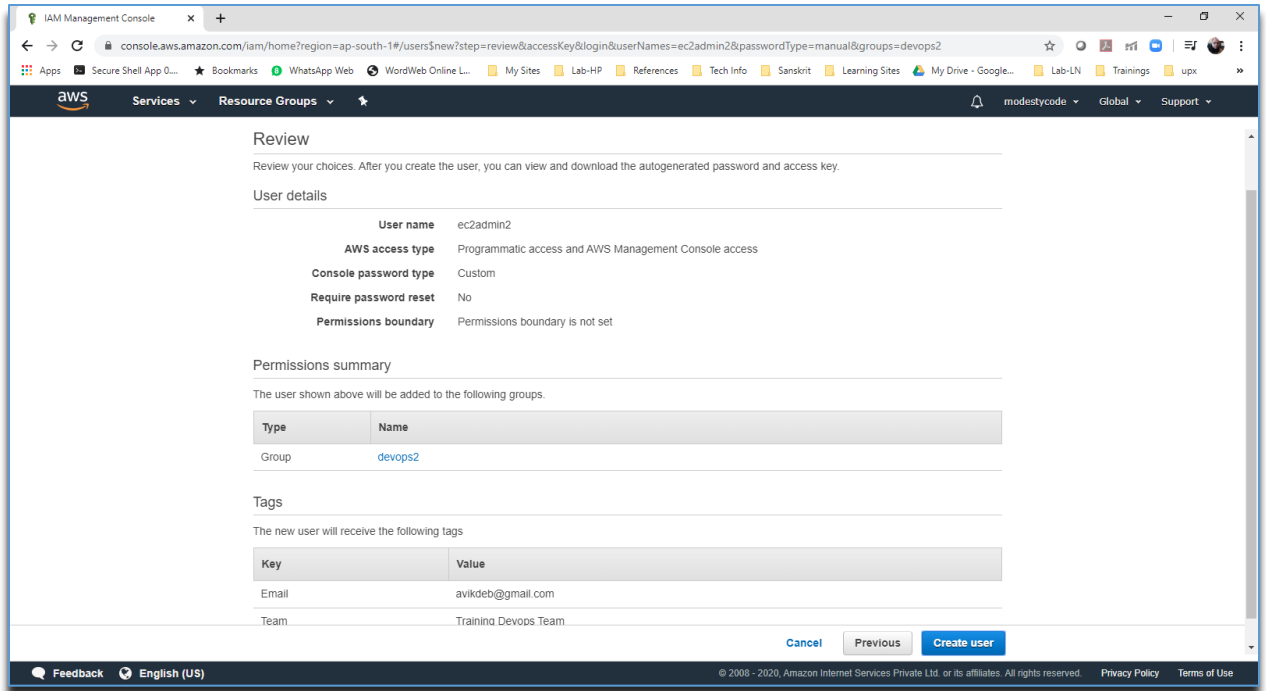 IAM Management Console
console.aws.amazon.com/iam/home?region=ap-south-1#/users$new?step=review&accessKey&login&userNames=ec2admin2&passwordType=manual&groups=devops2
Apps Secure Shell App 0.... Bookmarks WhatsApp Web WordWeb Online L... My Sites Lab-HP References Tech Info Sanskrit Learning Sites My Drive - Google... Lab-LN Trainings upx »
aws Services Resource Groups modestycode Global Support
Review
Review your choices. After you create the user, you can view and download the autogenerated password and access key.
User details
User name ec2admin2
AWS access type Programmatic access and AWS Management Console access
Console password type Custom
Require password reset No
Permissions boundary Permissions boundary is not set
Permissions summary
The user shown above will be added to the following groups.
Type Name
Group devops2
Tags
The new user will receive the following tags
Key Value
Email avikdeb@gmail.com
Team Training Devops Team
Cancel Previous Create user
Feedback English (US) © 2008 - 2020, Amazon Internet Services Private Ltd. or its affiliates. All rights reserved. Privacy Policy Terms of Use